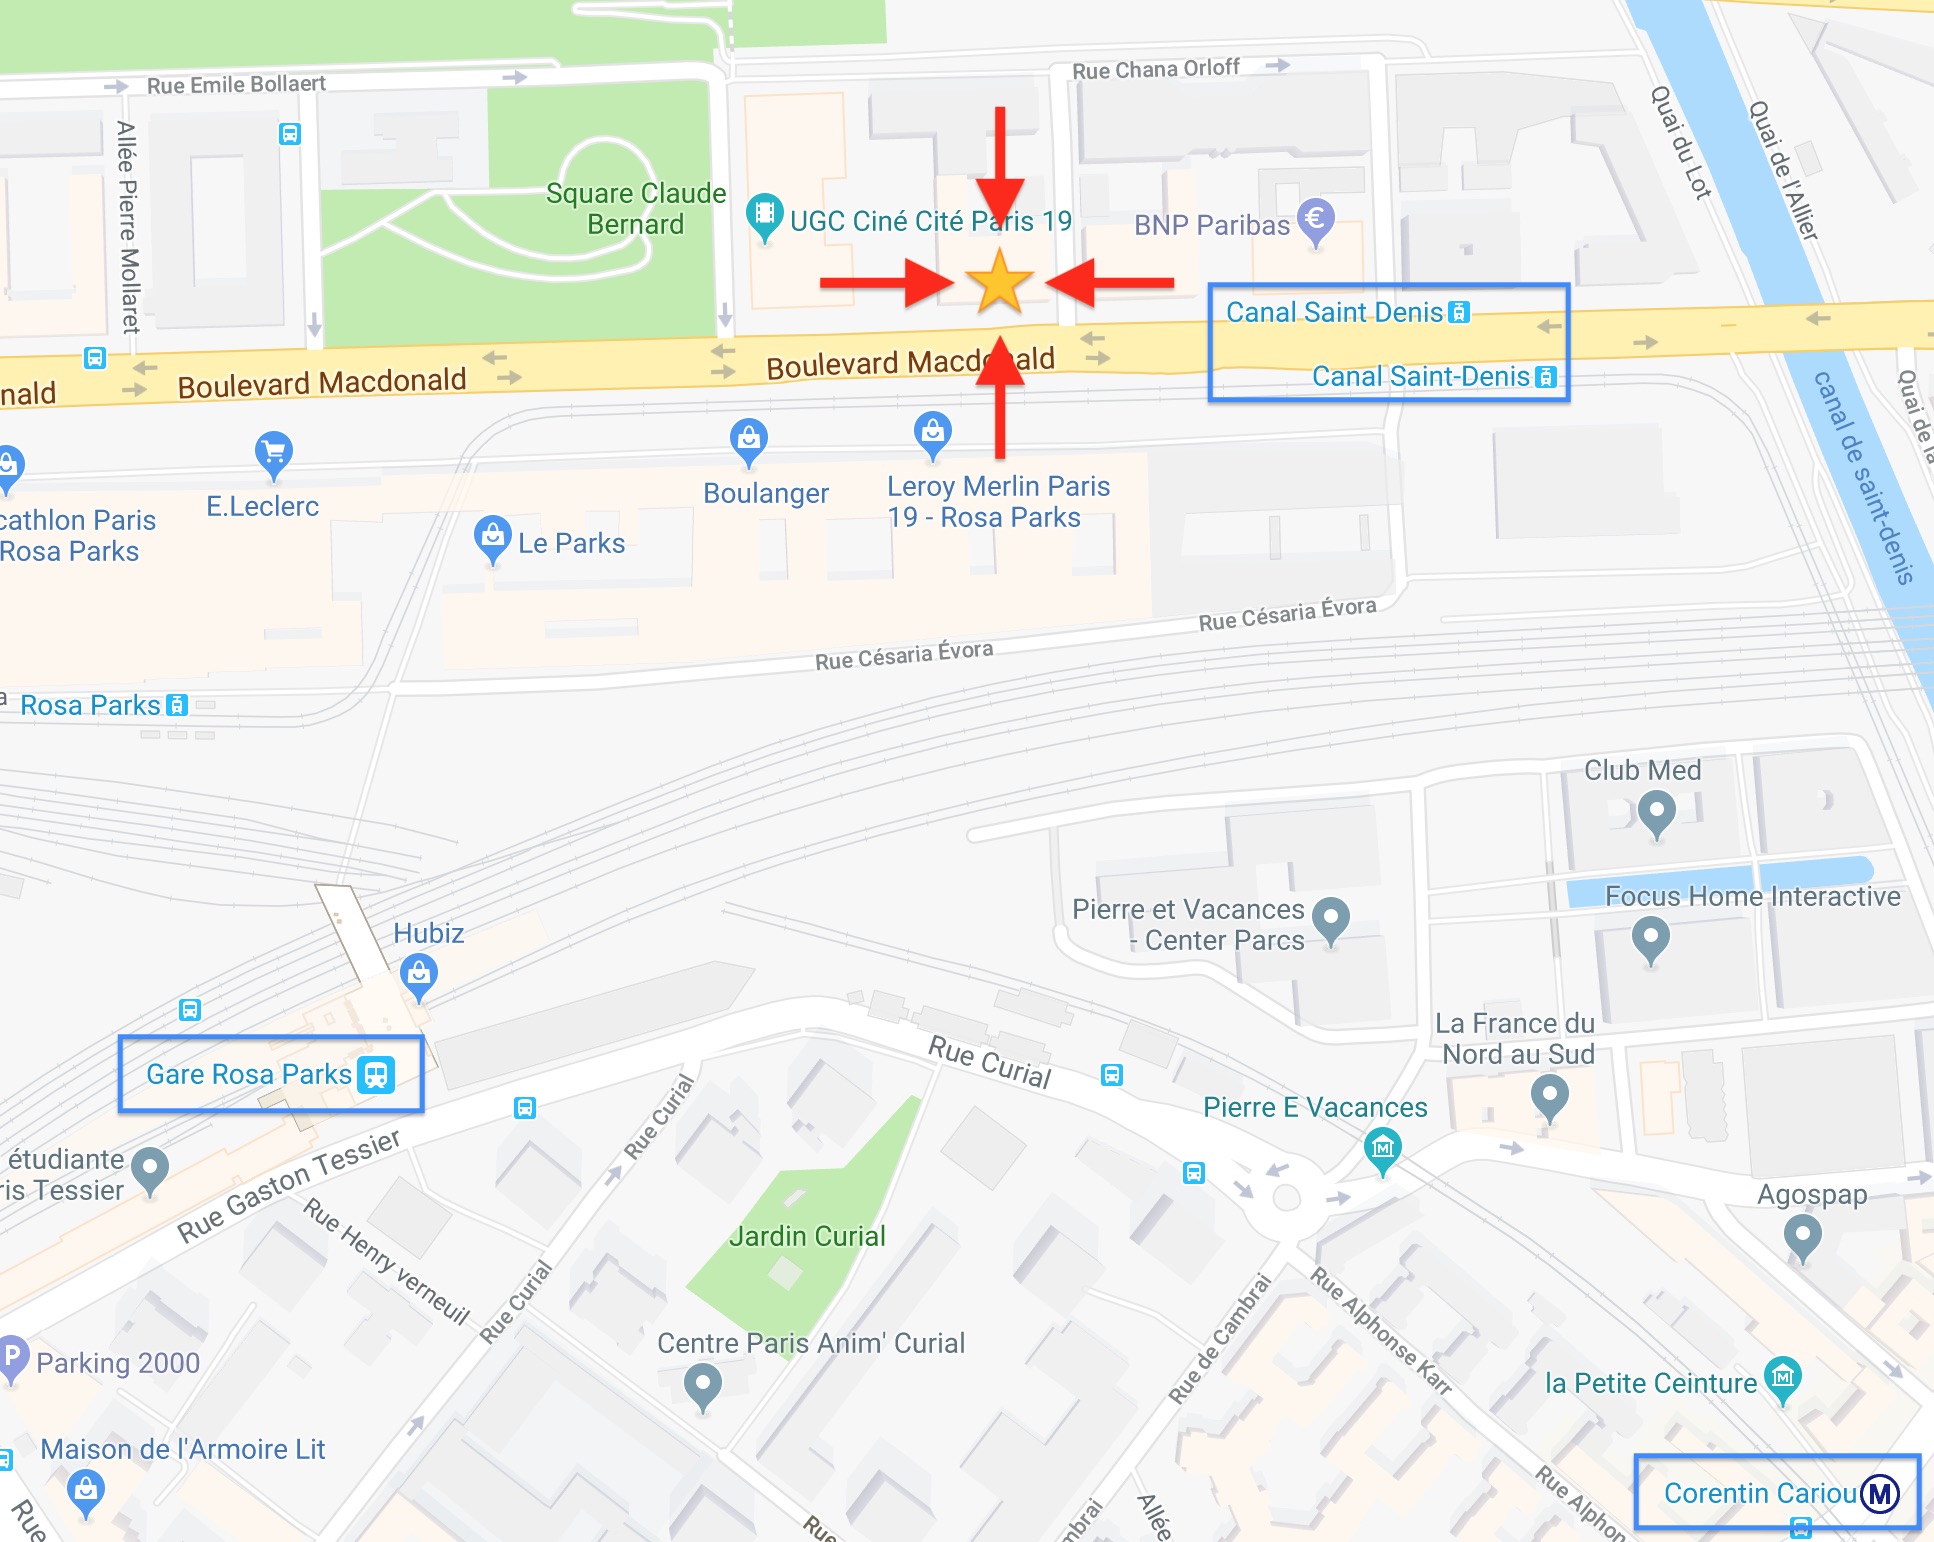 Rue Emile Bollaert
Rue Chana Orloff
Quai du Lot
Quai de l'Allier
Allée Pierre Mollaret
Square Claude
Bernard
UGC Ciné Cité Paris 19
BNP Paribas
€
Canal Saint Denis
Canal Saint-Denis
nald
Boulevard Macdonald
Boulevard Macdonald
canal de saint-denis
Quai de la
E.Leclerc
Boulanger
Leroy Merlin Paris
19 - Rosa Parks
cathlon Paris
Rosa Parks
Le Parks
Rue Césaria Évora
Rue Césaria Évora
a
Rosa Parks
Club Med
Focus Home Interactive
Pierre et Vacances
- Center Parcs
Hubiz
La France du
Nord au Sud
Gare Rosa Parks
Rue Curial
Pierre E Vacances
M
étudiante
ris Tessier
Rue Gaston Tessier
Rue Curial
Rue Henry verneuil
Jardin Curial
Agospap
Rue Curial
Rue de Cambrai
Rue Alphonse Karr
P
Parking 2000
Centre Paris Anim' Curial
la Petite Ceinture
M
Maison de l'Armoire Lit
Corentin Cariou
M
Rue
Rue
mbrai
Allée
Rue Alphon